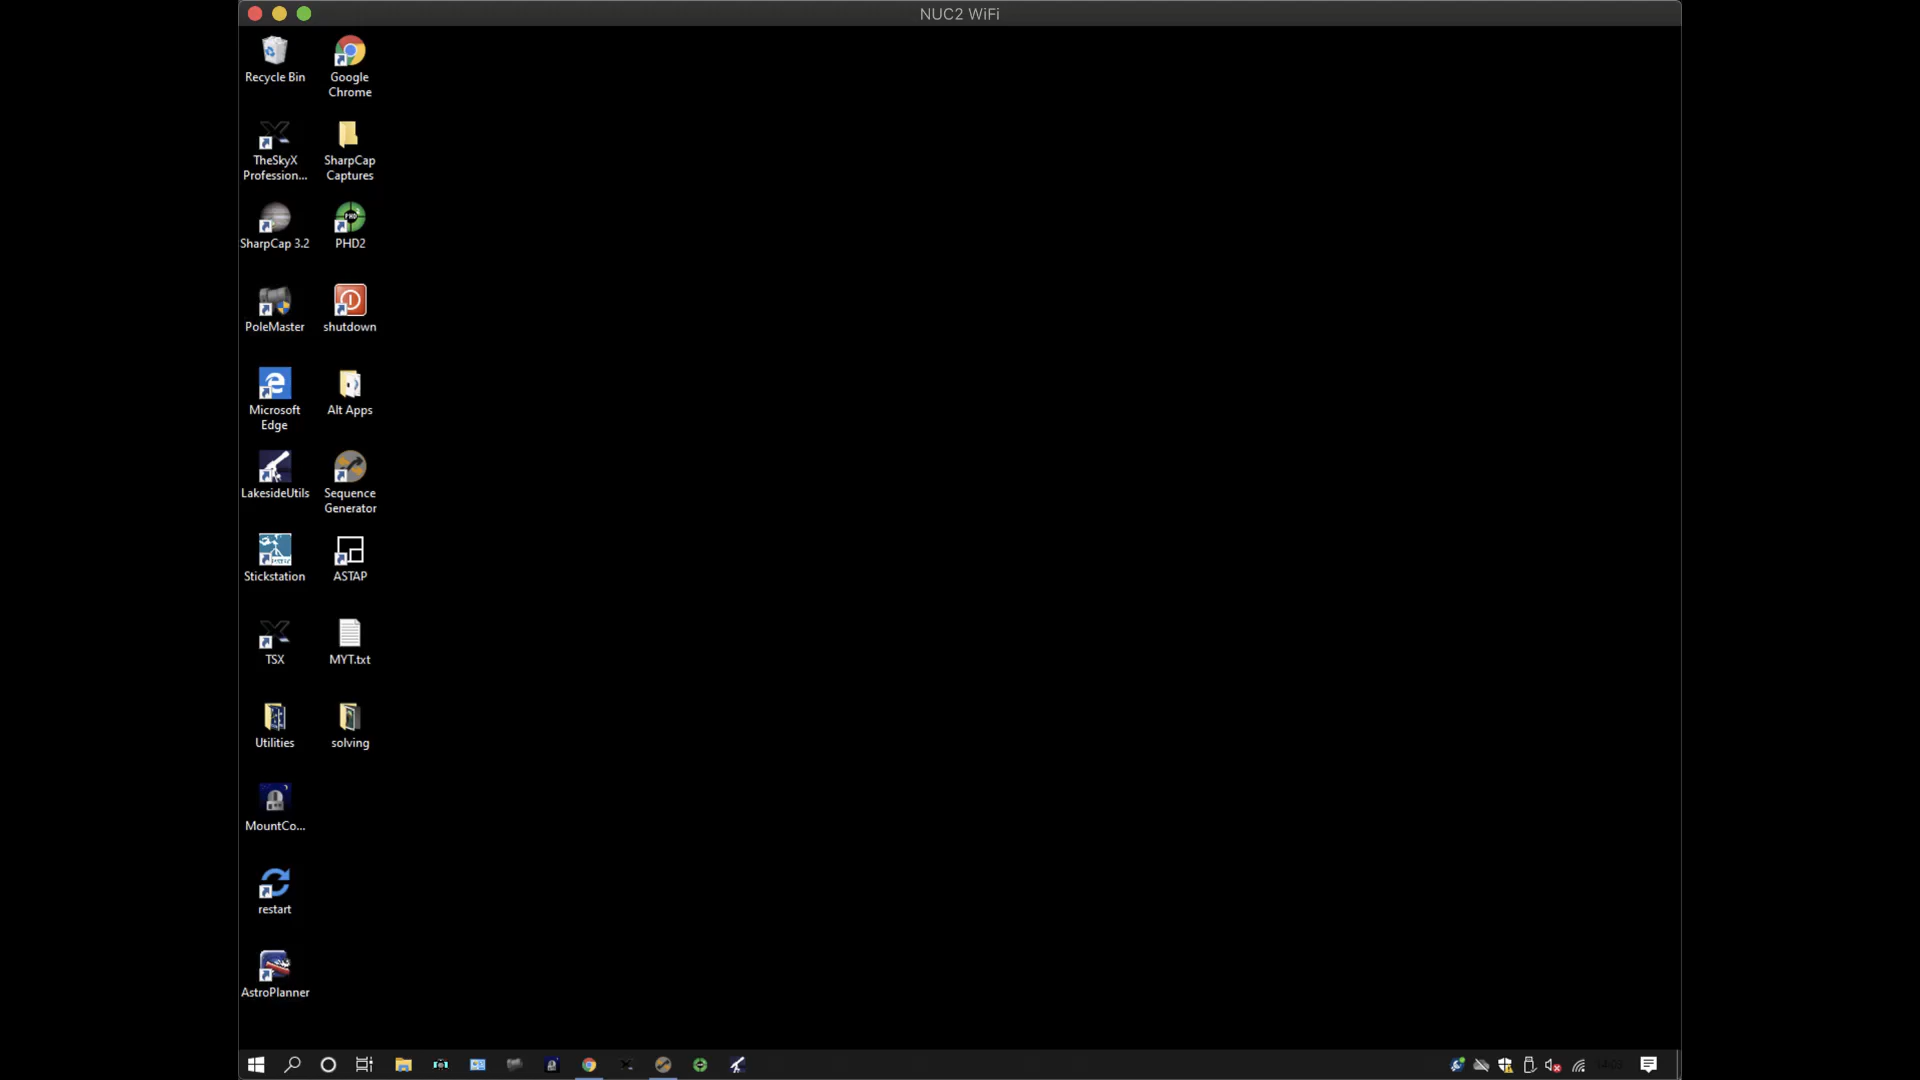 NUC2 WiFi
Recycle Bin
Google
Chrome
TheSkyX
Profession...
SharpCap
Captures
SharpCap 3.2
PHD2
PoleMaster
shutdown
Microsoft
Edge
Alt Apps
LakesideUtils
Sequence
Generator
Stickstation
ASTAP
TSX
MYT.txt
Utilities
solving
MountCo...
restart
AstroPlanner